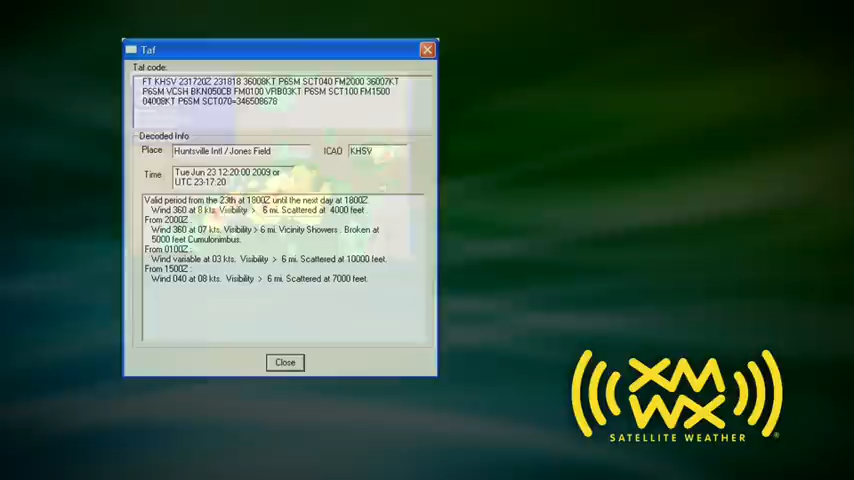 Taf
Taf code:
FT KHSV 231720Z 231818 36008KT P6SM SCT040 FM2000 36007KT
P6SM VCSH BKN050CB FM0100 VRB03KT P6SM SCT100 FM1500
04008KT P6SM SCT070=346508678
Decoded Info
Place Huntsville Intl / Jones Field ICAO KHSV
Time Tue Jun 23 12:20:00 2009 or
UTC 23-17:20
Valid period from the 23th at 1800Z until the next day at 1800Z
Wind 360 at 8 kts. Visibility > 6 mi. Scattered at 4000 feet .
From 2000Z :
Wind 360 at 07 kts. Visibility > 6 mi. Vicinity Showers . Broken at
5000 feet Cumulonimbus.
From 0100Z :
Wind variable at 03 kts. Visibility > 6 mi. Scattered at 10000 feet.
From 1500Z :
Wind 040 at 08 kts. Visibility > 6 mi. Scattered at 7000 feet.
Close
XM
WX
SATELLITE WEATHER